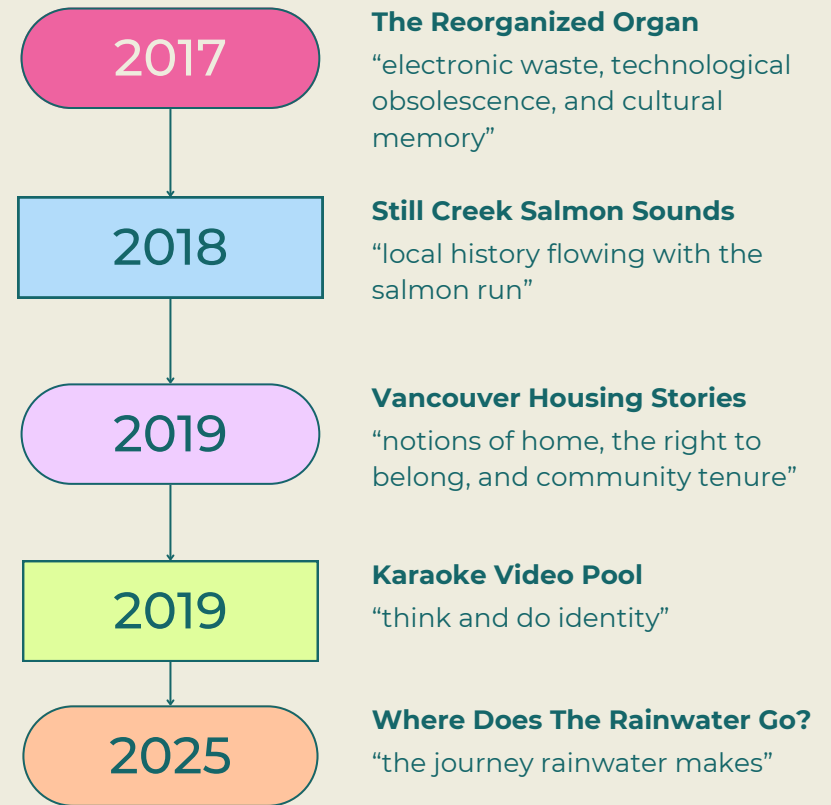 2017
The Reorganized Organ
“electronic waste, technological
obsolescence, and cultural
memory”
2018
Still Creek Salmon Sounds
“local history flowing with the
salmon run”
2019
Vancouver Housing Stories
“notions of home, the right to
belong, and community tenure”
2019
Karaoke Video Pool
“think and do identity”
2025
Where Does The Rainwater Go?
“the journey rainwater makes”